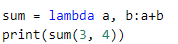 sum = lambda a, b:a+b
print(sum(3, 4))